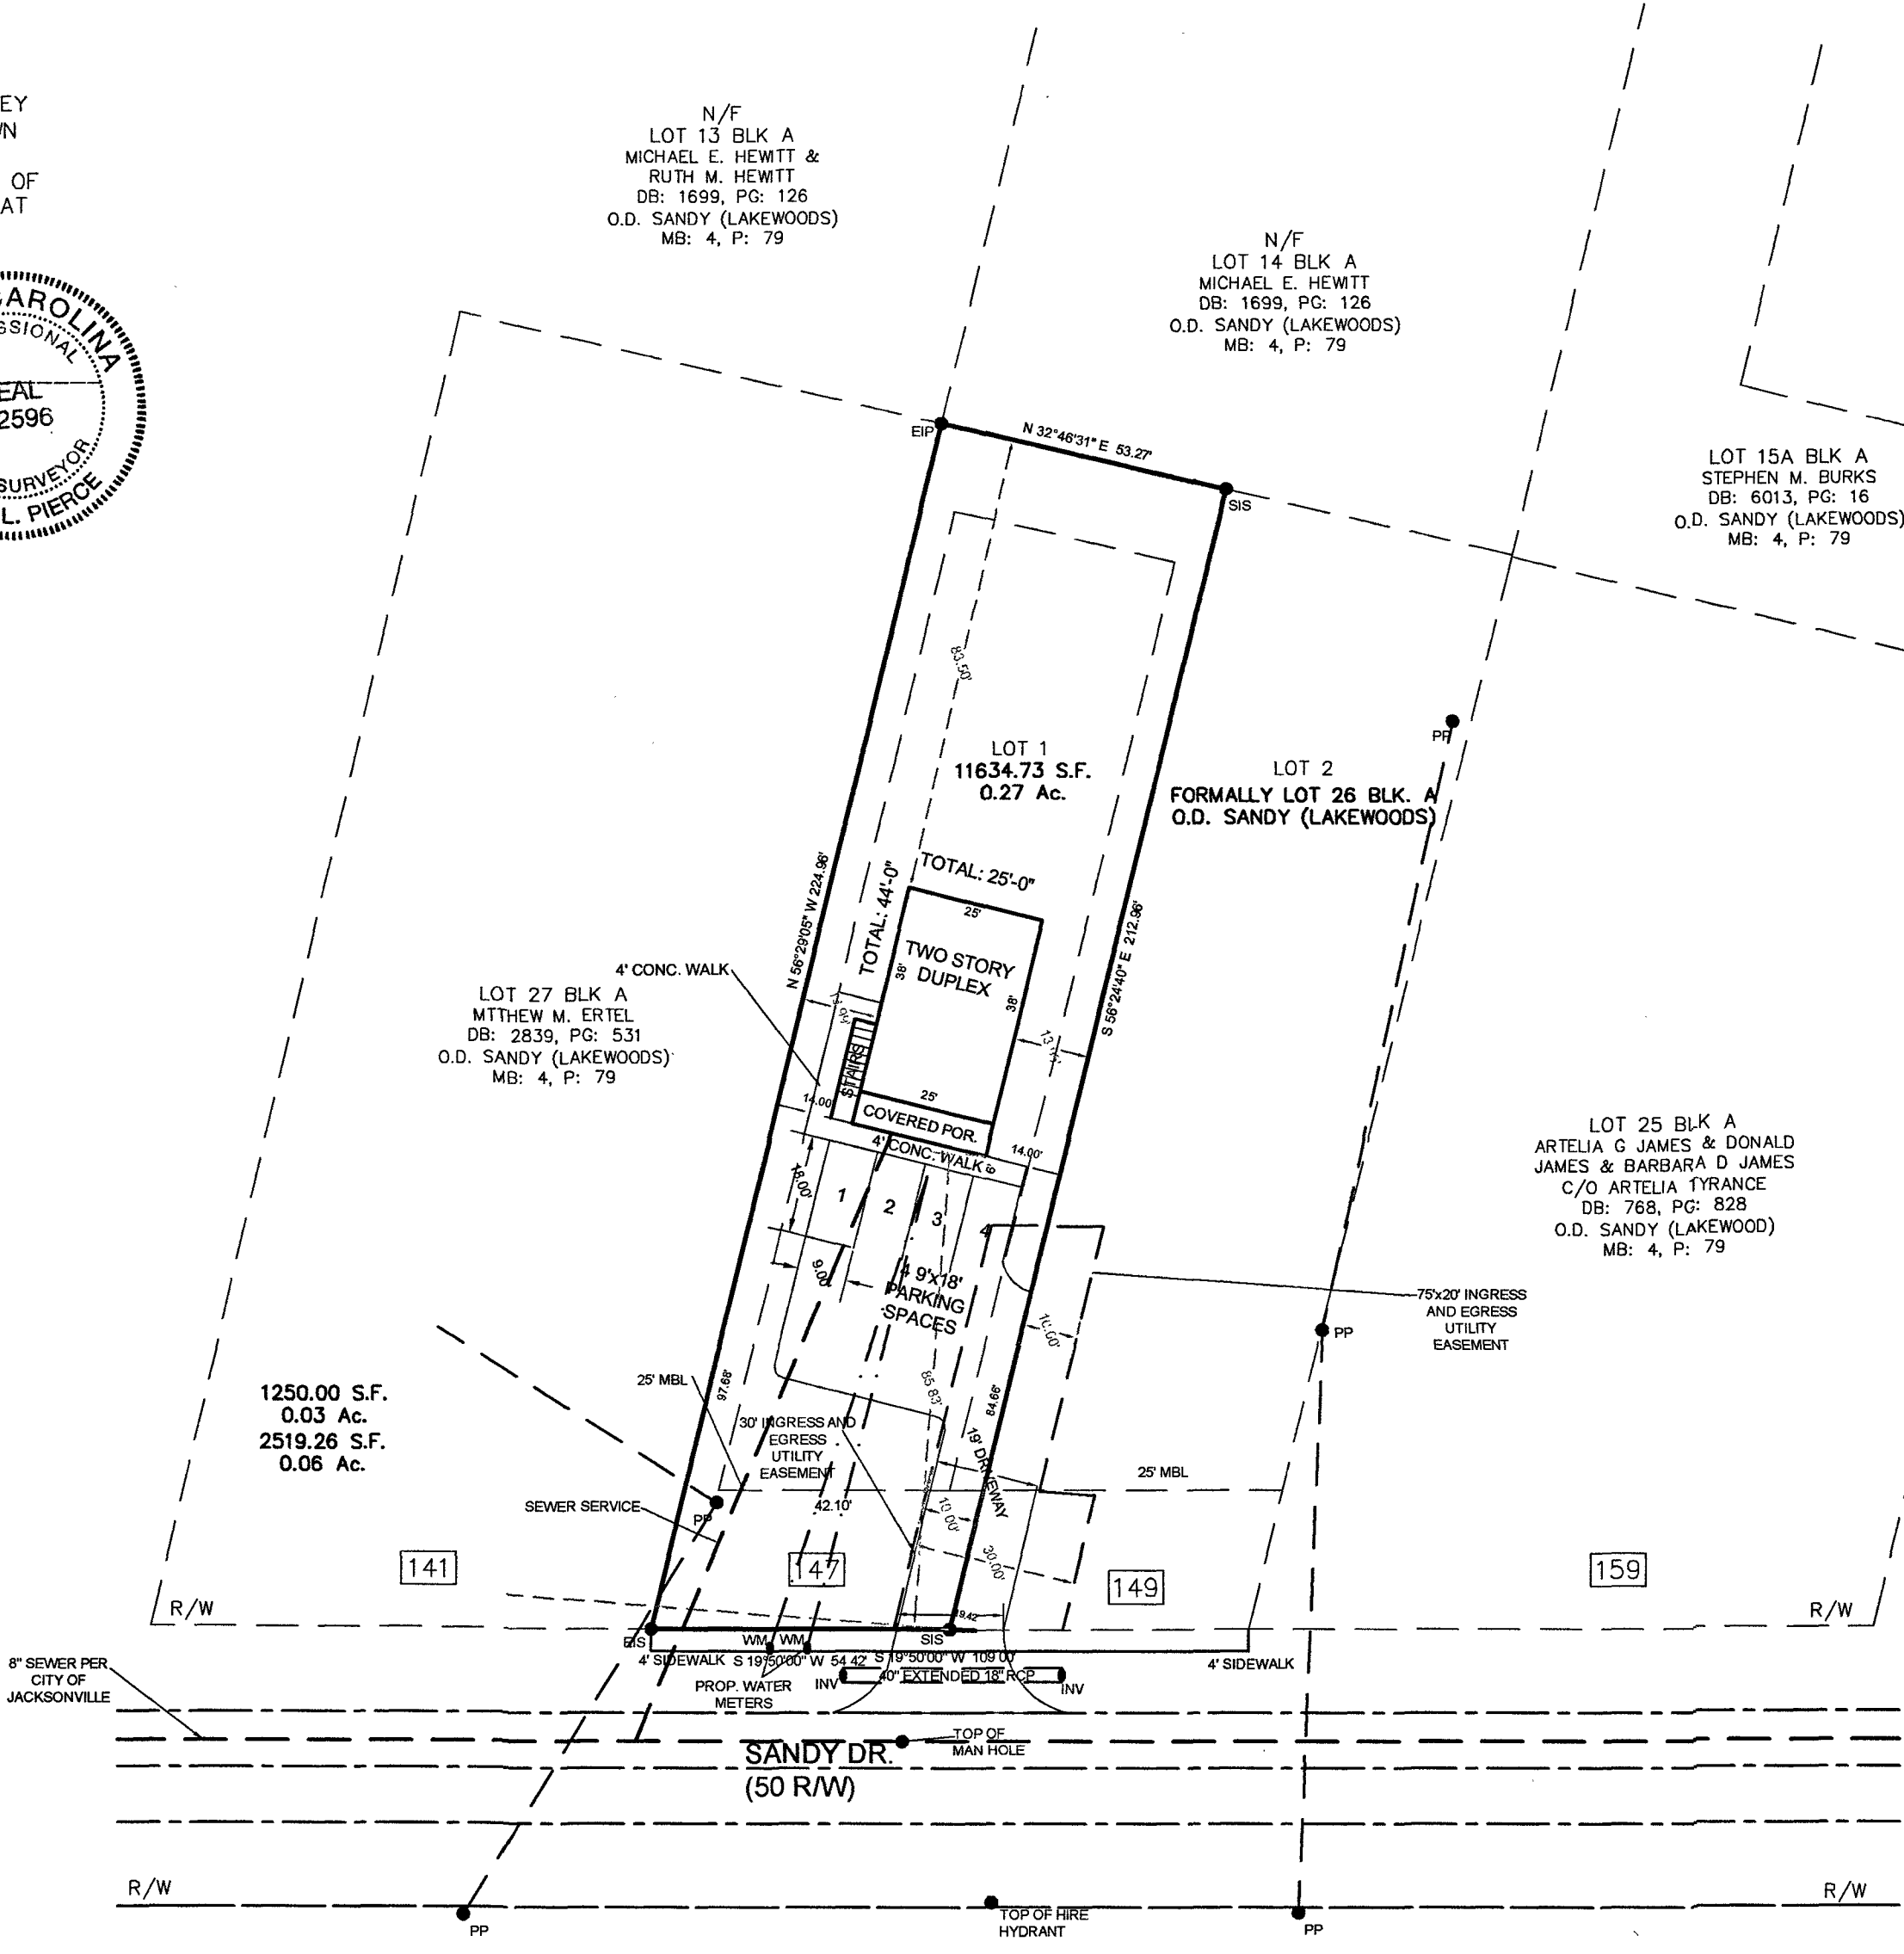 EY
WN
OF
AT
CAROLINA
SSIONAL
EAL
2596
SURVEYOR
L. PIERCE
N/F
LOT 13 BLK A
MICHAEL E. HEWITT &
RUTH M. HEWITT
DB: 1699, PG: 126
O.D. SANDY (LAKEWOODS)
MB: 4, P: 79
N/F
LOT 14 BLK A
MICHAEL E. HEWITT
DB: 1699, PG: 126
O.D. SANDY (LAKEWOODS)
MB: 4, P: 79
LOT 15A BLK A
STEPHEN M. BURKS
DB: 6013, PG: 16
O.D. SANDY (LAKEWOODS)
MB: 4, P: 79
EIP
N 32°46'31" E 53.27'
SIS
83.50'
LOT 1
11634.73 S.F.
0.27 Ac.
PP
LOT 2
FORMALLY LOT 26 BLK. A
O.D. SANDY (LAKEWOODS)
N 56°29'05" W 224.96'
S 56°24'40" E 212.96'
TOTAL: 44'-0"
TOTAL: 25'-0"
25'
TWO STORY
DUPLEX
38'
38'
4' CONC. WALK
LOT 27 BLK A
MTTHEW M. ERTEL
DB: 2839, PG: 531
O.D. SANDY (LAKEWOODS)
MB: 4, P: 79
STAIRS
14.00'
25'
COVERED POR.
4' CONC. WALK
6'
14.00'
LOT 25 BLK A
ARTELIA G JAMES & DONALD
JAMES & BARBARA D JAMES
C/O ARTELIA TYRANCE
DB: 768, PG: 828
O.D. SANDY (LAKEWOOD)
MB: 4, P: 79
18.00'
1
2
3
4
9.00'
4 9'x18'
PARKING
SPACES
10.00'
75'x20' INGRESS
AND EGRESS
UTILITY
EASEMENT
PP
97.68'
85.83'
84.66'
25' MBL
1250.00 S.F.
0.03 Ac.
2519.26 S.F.
0.06 Ac.
30' INGRESS AND
EGRESS
UTILITY
EASEMENT
19' DRIVEWAY
25' MBL
SEWER SERVICE
PP
42.10'
10.00'
30.00'
141
147
149
159
R/W
R/W
19.42
EIS
WM
WM
SIS
4' SIDEWALK
S 19°50'00" W 54.42'
S 19°50'00" W 109.00'
4' SIDEWALK
8" SEWER PER
CITY OF
JACKSONVILLE
PROP. WATER
METERS
INV
40" EXTENDED 18" RCP
INV
TOP OF
MAN HOLE
SANDY DR.
(50 R/W)
R/W
R/W
PP
TOP OF HIRE
HYDRANT
PP